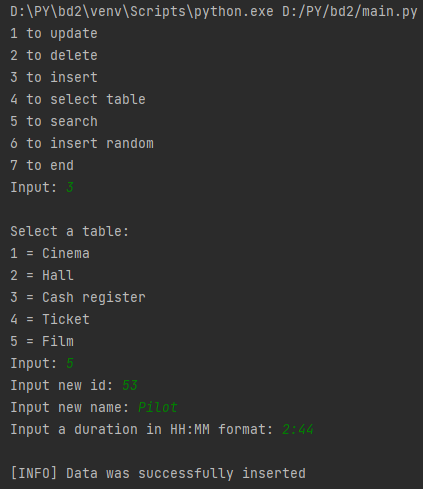 D:\PY\bd2\venv\Scripts\python.exe D:/PY/bd2/main.py
1 to update
2 to delete
3 to insert
4 to select table
5 to search
6 to insert random
7 to end
Input: 3
Select a table:
1 = Cinema
2 = Hall
3 = Cash register
4 = Ticket
5 = Film
Input: 5
Input new id: 53
Input new name: Pilot
Input a duration in HH:MM format: 2:44
[INFO] Data was successfully inserted